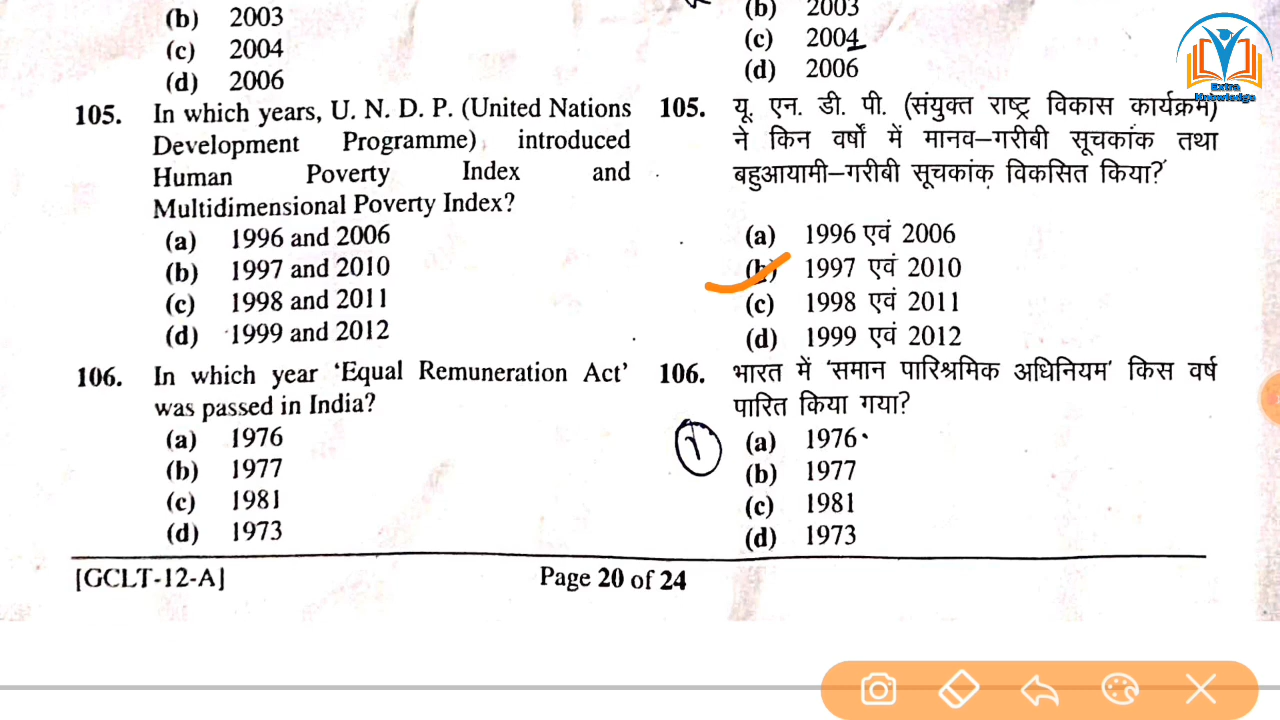 (b) 2003
(c) 2004
(d) 2006
105. In which years, U. N. D. P. (United Nations
Development Programme), introduced
Human Poverty Index and
Multidimensional Poverty Index?
(a) 1996 and 2006
(b) 1997 and 2010
(c) 1998 and 2011
(d) 1999 and 2012
106. In which year ‘Equal Remuneration Act’
was passed in India?
(a) 1976
(b) 1977
(c) 1981
(d) 1973
(b) 2003
(c) 2004
(d) 2006
105. यू. एन. डी. पी. (संयुक्त राष्ट्र विकास कार्यक्रम)
ने किन वर्षों में मानव–गरीबी सूचकांक तथा
बहुआयामी–गरीबी सूचकांक विकसित किया?
(a) 1996 एवं 2006
(b) 1997 एवं 2010
(c) 1998 एवं 2011
(d) 1999 एवं 2012
106. भारत में ‘समान पारिश्रमिक अधिनियम’ किस वर्ष
पारित किया गया?
(a) 1976
(b) 1977
(c) 1981
(d) 1973
[GCLT-12-A]
Page 20 of 24
Extra
Knowledge